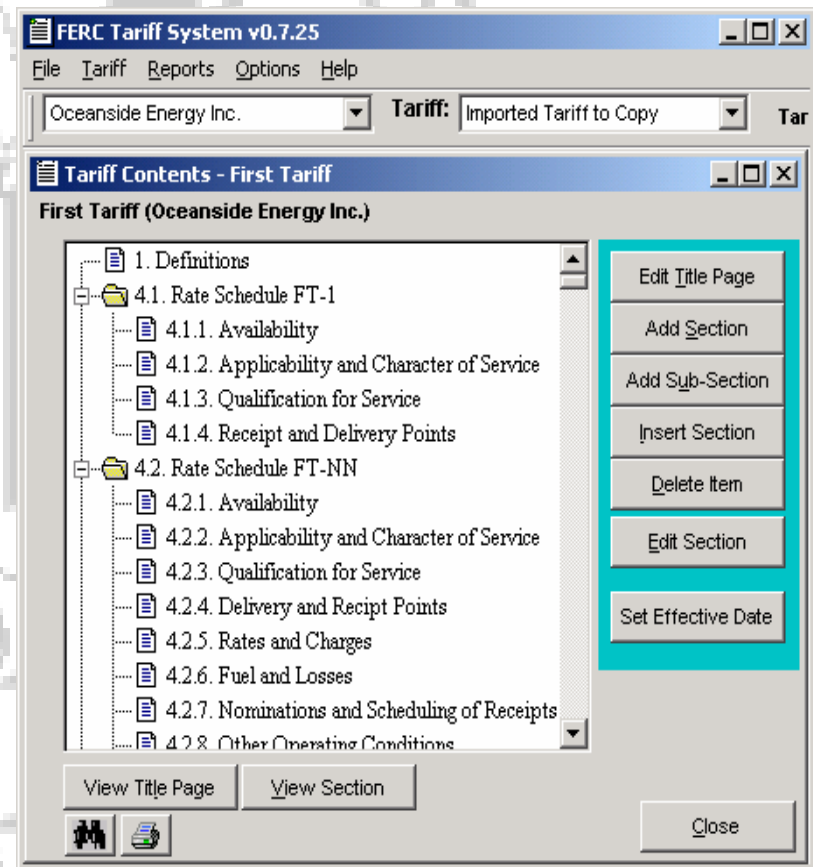 FERC Tariff System v0.7.25
File Tariff Reports Options Help
Oceanside Energy Inc. Tariff: Imported Tariff to Copy Tar
Tariff Contents - First Tariff
First Tariff (Oceanside Energy Inc.)
1. Definitions
4.1. Rate Schedule FT-1
4.1.1. Availability
4.1.2. Applicability and Character of Service
4.1.3. Qualification for Service
4.1.4. Receipt and Delivery Points
4.2. Rate Schedule FT-NN
4.2.1. Availability
4.2.2. Applicability and Character of Service
4.2.3. Qualification for Service
4.2.4. Delivery and Recipt Points
4.2.5. Rates and Charges
4.2.6. Fuel and Losses
4.2.7. Nominations and Scheduling of Receipts
4.2.8. Other Operating Conditions
Edit Title Page
Add Section
Add Sub-Section
Insert Section
Delete Item
Edit Section
Set Effective Date
View Title Page View Section
Close